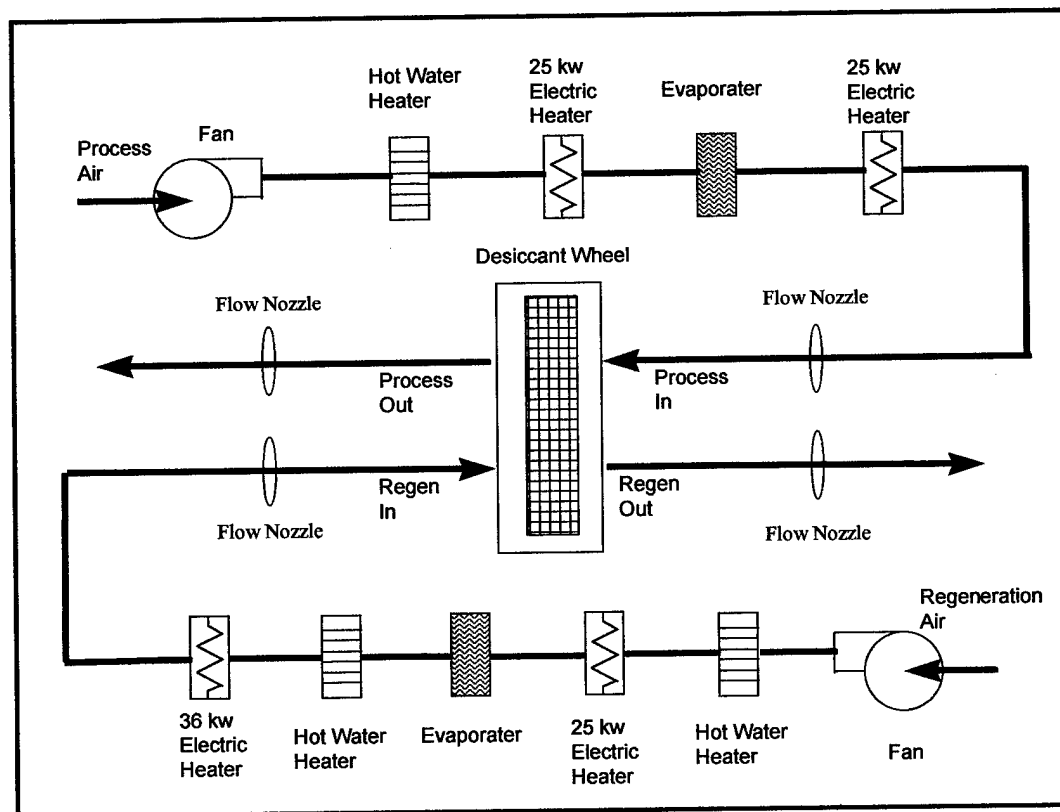 Hot Water
Heater
25 kw
Electric
Heater
Evaporater
25 kw
Electric
Heater
Fan
Process
Air
Desiccant Wheel
Flow Nozzle
Flow Nozzle
Process
Out
Process
In
Regen
In
Regen
Out
Flow Nozzle
Flow Nozzle
Regeneration
Air
36 kw
Electric
Heater
Hot Water
Heater
Evaporater
25 kw
Electric
Heater
Hot Water
Heater
Fan